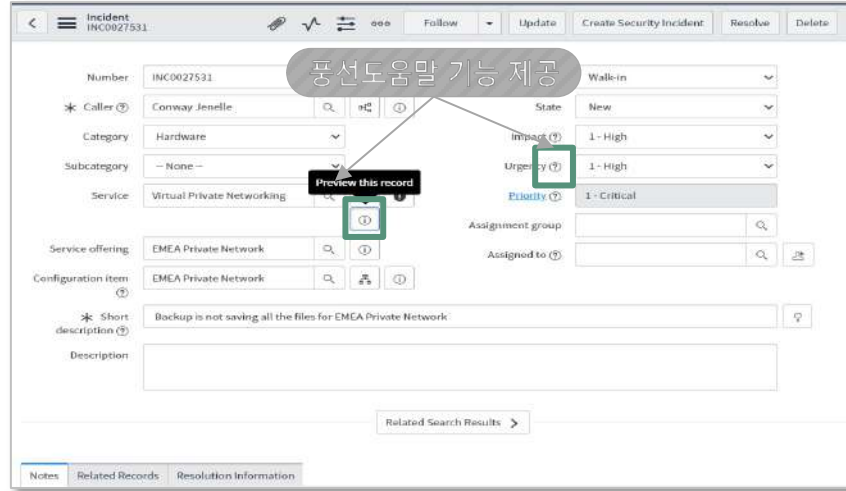 Incident
INC0027531
Follow
Update
Create Security Incident
Resolve
Delete
풍선도움말 기능 제공
Number
INC0027531
Walk-in
Caller
Conway Jenelle
State
New
Category
Hardware
Impact
1 - High
Subcategory
-- None --
Urgency
1 - High
Preview this record
Service
Virtual Private Networking
Priority
1 - Critical
Assignment group
Service offering
EMEA Private Network
Assigned to
Configuration item
EMEA Private Network
Short
description
Backup is not saving all the files for EMEA Private Network
Description
Related Search Results
Notes
Related Records
Resolution Information